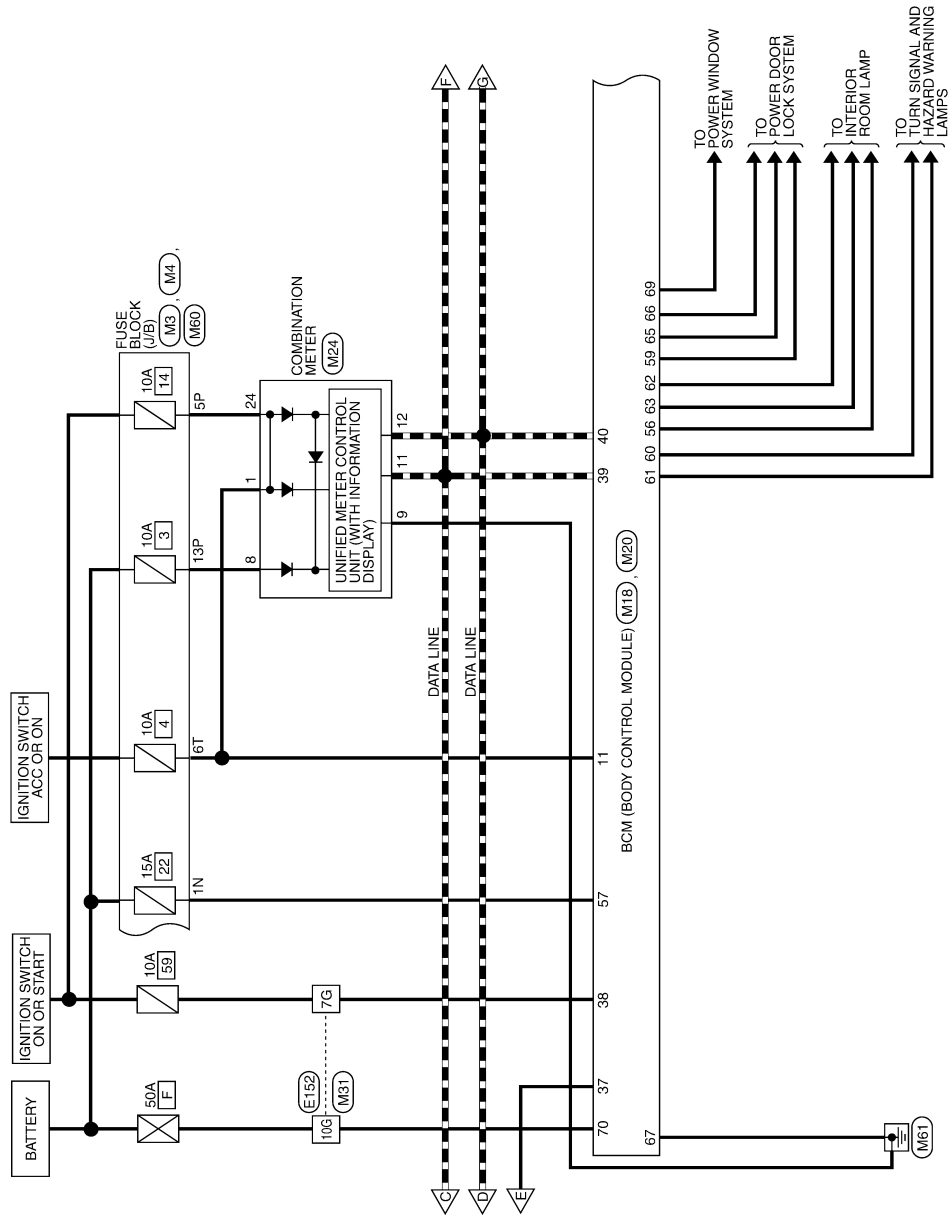 BATTERY
IGNITION SWITCH
ON OR START
IGNITION SWITCH
ACC OR ON
50A
F
10A
59
15A
22
10A
4
10A
3
10A
14
FUSE
BLOCK
(J/B)
M3 , M4 ,
M60
1N
6T
13P
5P
10G
7G
E152
M31
8
1
24
COMBINATION
METER
M24
UNIFIED METER CONTROL
UNIT (WITH INFORMATION
DISPLAY)
9
11
12
C
DATA LINE
F
D
DATA LINE
G
E
70
37
38
57
11
39
40
BCM (BODY CONTROL MODULE) M18 , M20
67
61
60
56
63
62
59
65
66
69
M61
TO
POWER WINDOW
SYSTEM
TO
POWER DOOR
LOCK SYSTEM
TO
INTERIOR
ROOM LAMP
TO
TURN SIGNAL AND
HAZARD WARNING
LAMPS